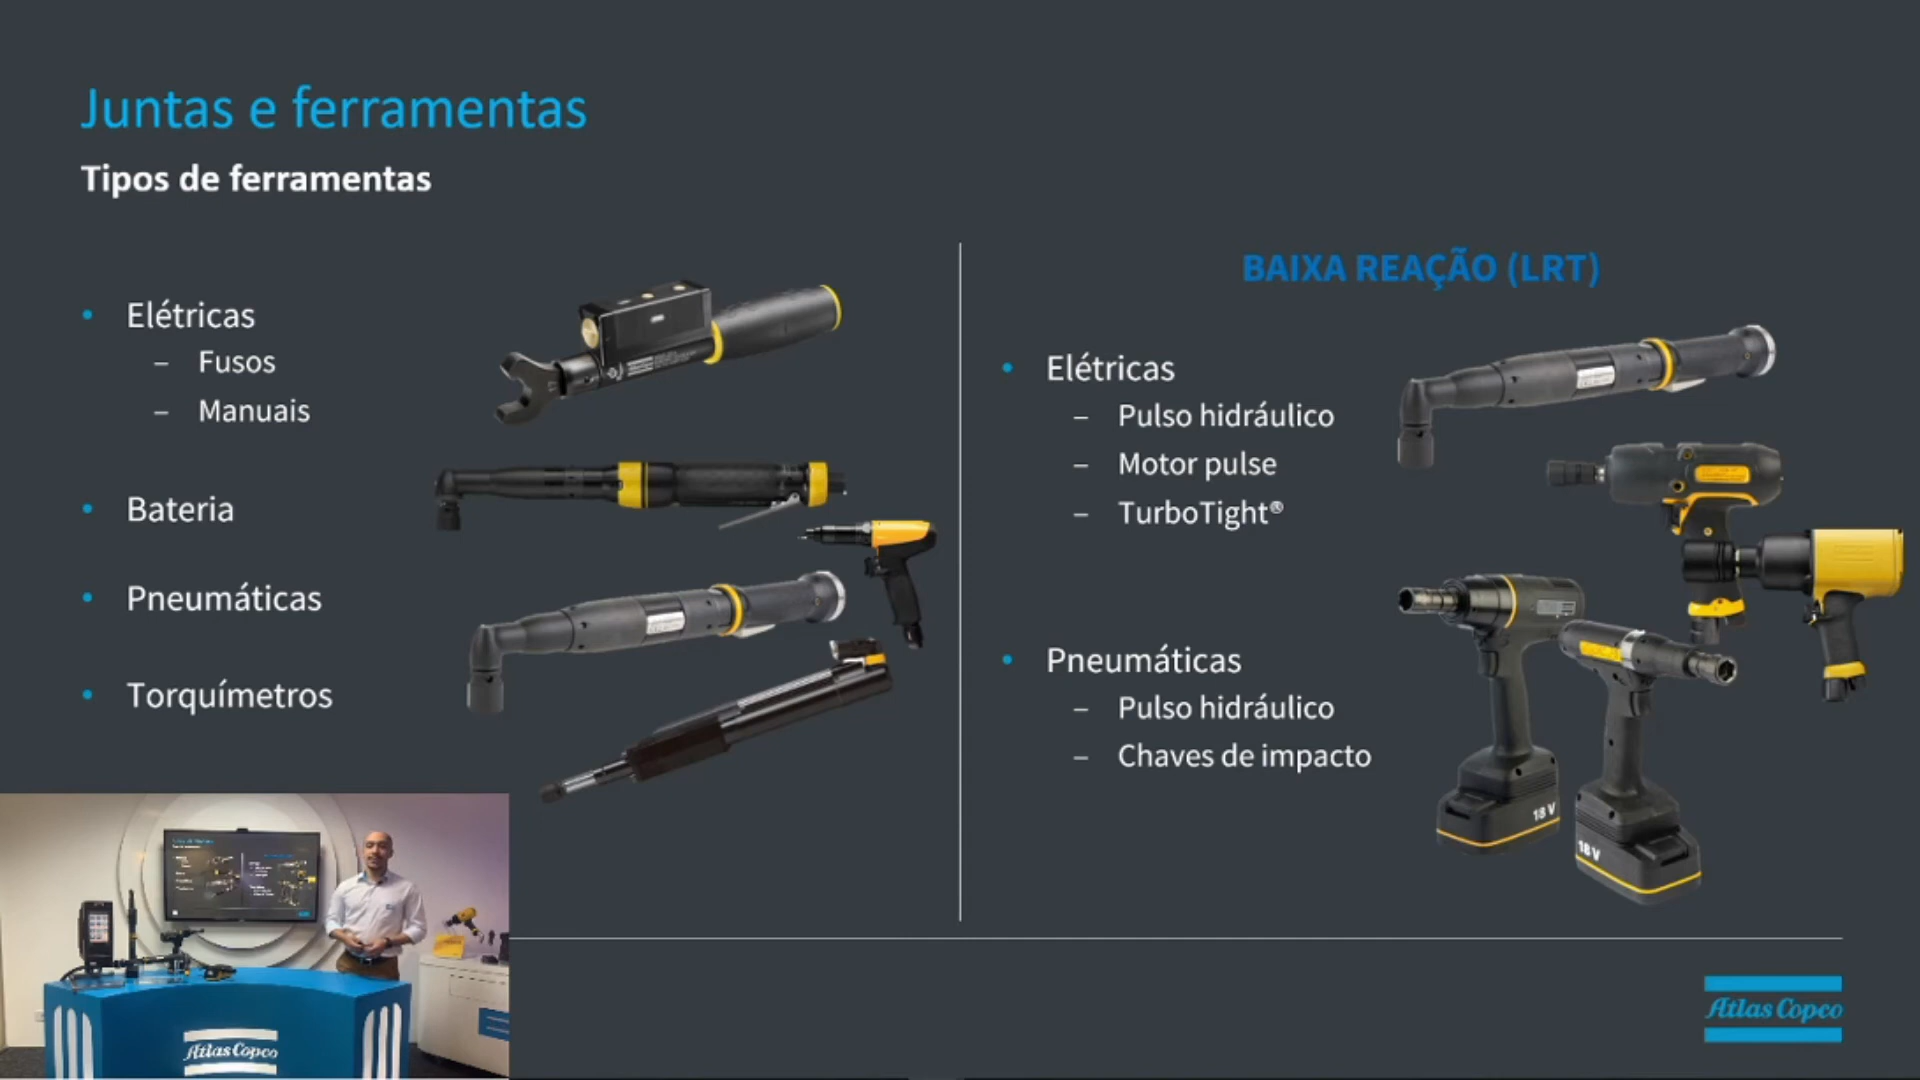 Juntas e ferramentas
Tipos de ferramentas
• Elétricas
– Fusos
– Manuais
• Bateria
• Pneumáticas
• Torquímetros
BAIXA REAÇÃO (LRT)
• Elétricas
– Pulso hidráulico
– Motor pulse
– TurboTight®
• Pneumáticas
– Pulso hidráulico
– Chaves de impacto
18 V
18 V
Atlas Copco
Atlas Copco